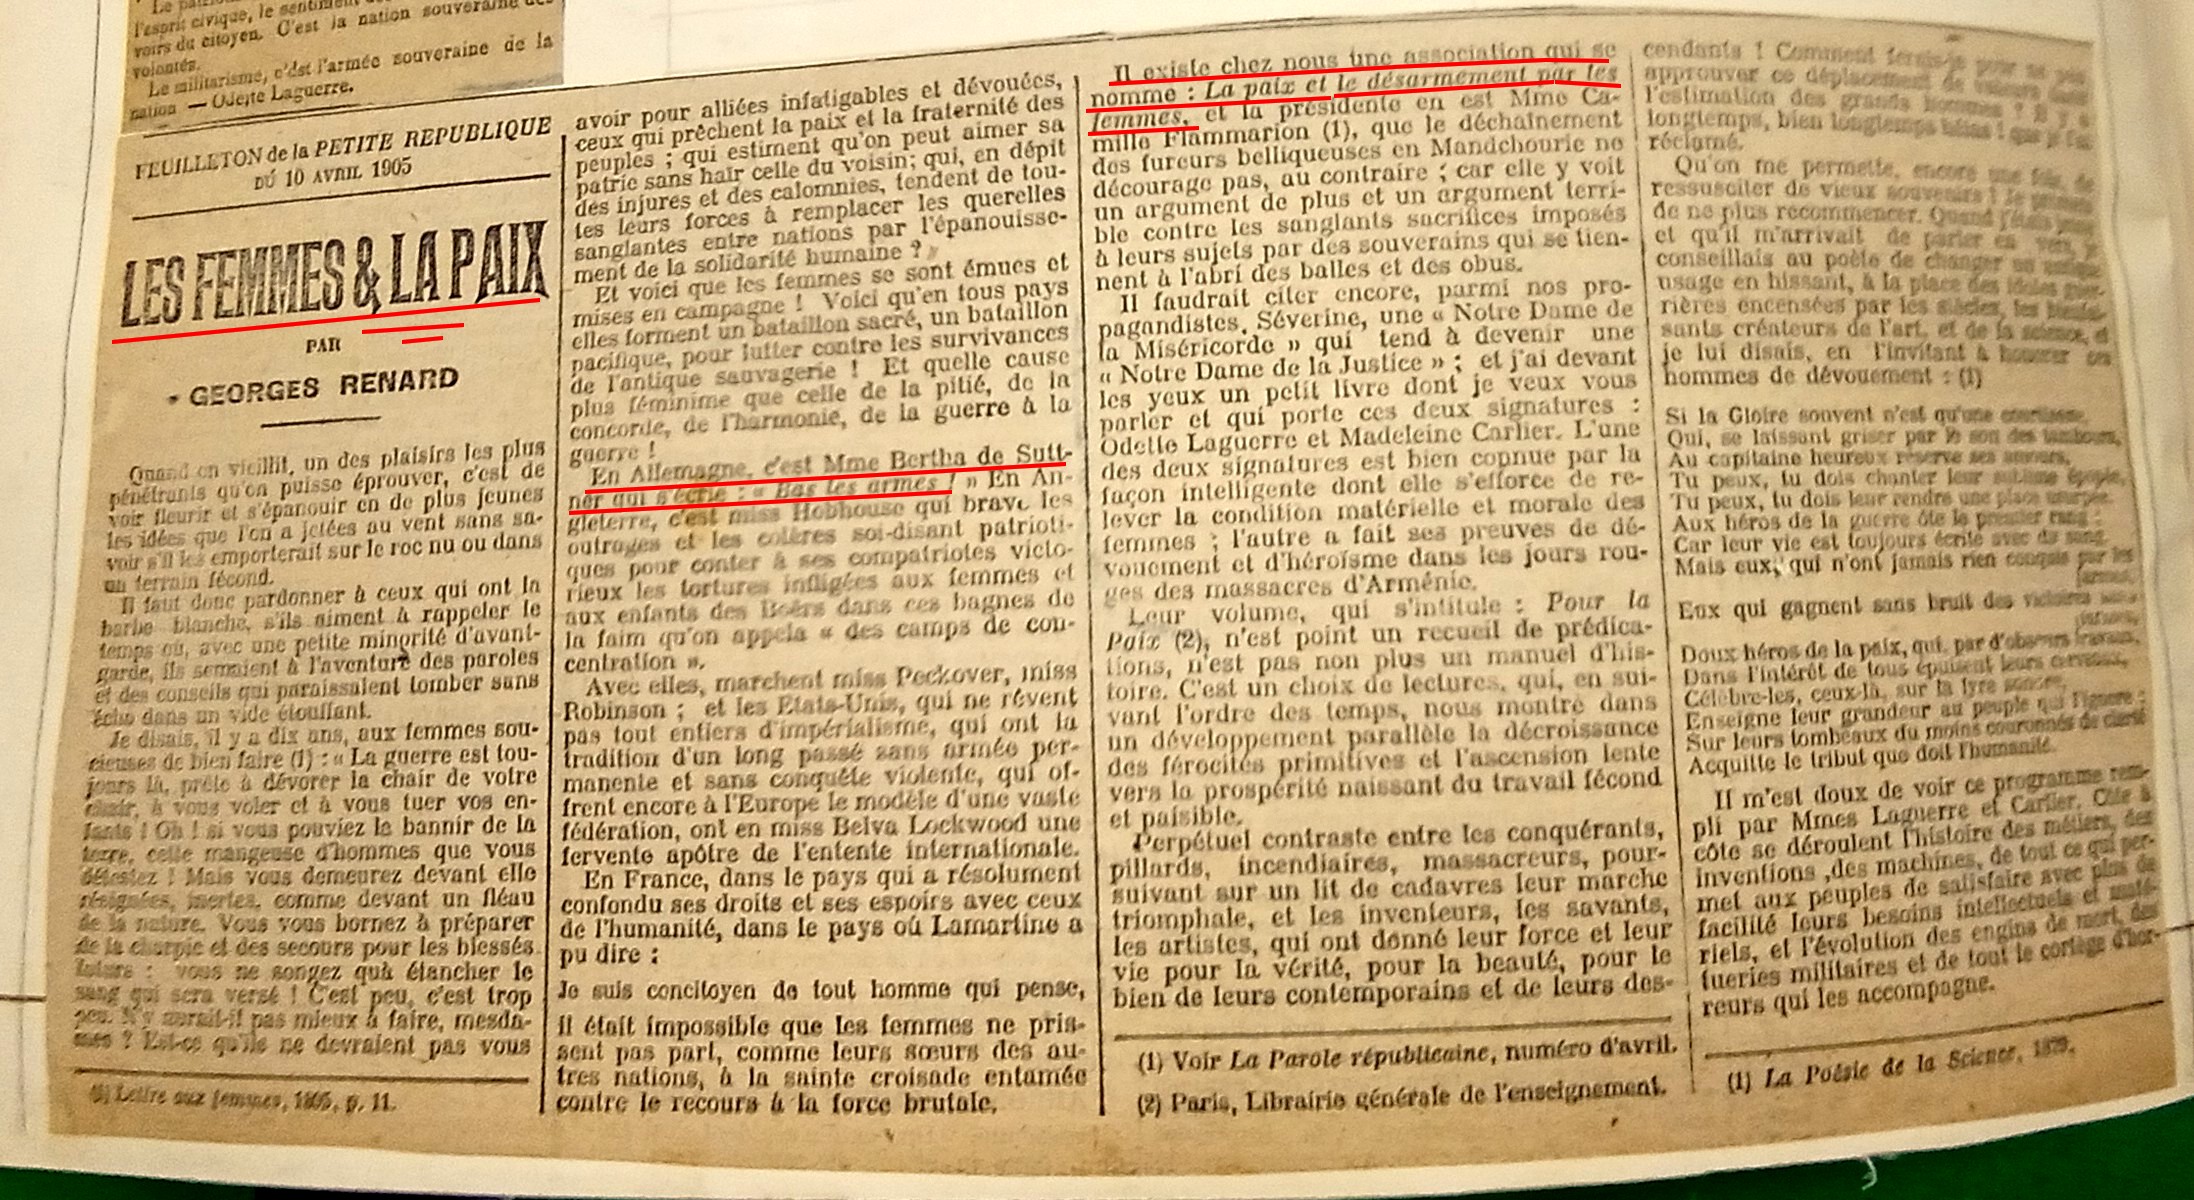 Le
l'esprit civique, le sentiment
voirs du citoyen. C'est la nation souveraine des
volontés.
Le militarisme, c'est l'armée souveraine de la
nation — Odette Laguerre.
FEUILLETON de la PETITE REPUBLIQUE
DU 10 AVRIL 1905
LES FEMMES & LA PAIX
PAR
GEORGES RENARD
Quand on vieillit, un des plaisirs les plus
pénétrants qu'on puisse éprouver, c'est de
voir fleurir et s'épanouir en de plus jeunes
les idées que l'on a jetées au vent sans sa-
voir s'il les emporterait sur le roc nu ou dans
un terrain fécond.
Il faut donc pardonner à ceux qui ont la
barbe blanche, s'ils aiment à rappeler le
temps où, avec une petite minorité d'avant-
garde, ils semaient à l'aventure des paroles
et des conseils qui paraissaient tomber sans
écho dans un vide étouffant.
Je disais, il y a dix ans, aux femmes sou-
cieuses de bien faire (1) : « La guerre est tou-
jours là, prête à dévorer la chair de votre
chair, à vous voler et à vous tuer vos en-
fants ! Oh ! si vous pouviez la bannir de la
terre, cette mangeuse d'hommes que vous
détestez ! Mais vous demeurez devant elle
résignées, inertes, comme devant un fléau
de la nature. Vous vous bornez à préparer
de la charpie et des secours pour les blessés
futurs : vous ne songez quà étancher le
sang qui sera versé ! C'est peu, c'est trop
peu. N'y aurait-il pas mieux à faire, mesda-
mes ? Est-ce qu'ils ne devraient pas vous
(1) Lettre aux femmes, 1895, p. 11.
avoir pour alliées infatigables et dévouées,
ceux qui prêchent la paix et la fraternité des
peuples ; qui estiment qu'on peut aimer sa
patrie sans haïr celle du voisin; qui, en dépit
des injures et des calomnies, tendent de tou-
tes leurs forces à remplacer les querelles
sanglantes entre nations par l'épanouisse-
ment de la solidarité humaine ? »
Et voici que les femmes se sont émues et
mises en campagne ! Voici qu'en tous pays
elles forment un bataillon sacré, un bataillon
pacifique, pour lutter contre les survivances
de l'antique sauvagerie ! Et quelle cause
plus féminime que celle de la pitié, de la
concorde, de l'harmonie, de la guerre à la
guerre !
En Allemagne, c'est Mme Bertha de Sutt-
ner qui s'écrie : « Bas les armes ! » En An-
gleterre, c'est miss Hobhouse qui brave les
outrages et les colères soi-disant patrioti-
ques pour conter à ses compatriotes victo-
rieux les tortures infligées aux femmes et
aux enfants des Boërs dans ces bagnes de
la faim qu'on appela « des camps de con-
centration ».
Avec elles, marchent miss Peckover, miss
Robinson ; et les Etats-Unis, qui ne rêvent
pas tout entiers d'impérialisme, qui ont la
tradition d'un long passé sans armée per-
manente et sans conquête violente, qui of-
frent encore à l'Europe le modèle d'une vaste
fédération, ont en miss Belva Lockwood une
fervente apôtre de l'entente internationale.
En France, dans le pays qui a résolument
confondu ses droits et ses espoirs avec ceux
de l'humanité, dans le pays où Lamartine a
pu dire :
Je suis concitoyen de tout homme qui pense,
il était impossible que les femmes ne pris-
sent pas part, comme leurs sœurs des au-
tres nations, à la sainte croisade entamée
contre le recours à la force brutale.
Il existe chez nous une association qui se
nomme : La paix et le désarmement par les
femmes, et la présidente en est Mme Ca-
mille Flammarion (1), que le déchaînement
des fureurs belliqueuses en Mandchourie ne
décourage pas, au contraire ; car elle y voit
un argument de plus et un argument terri-
ble contre les sanglants sacrifices imposés
à leurs sujets par des souverains qui se tien-
nent à l'abri des balles et des obus.
Il faudrait citer encore, parmi nos pro-
pagandistes, Séverine, une « Notre Dame de
la Miséricorde » qui tend à devenir une
« Notre Dame de la Justice » ; et j'ai devant
les yeux un petit livre dont je veux vous
parler et qui porte ces deux signatures :
Odette Laguerre et Madeleine Carlier. L'une
des deux signatures est bien connue par la
façon intelligente dont elle s'efforce de re-
lever la condition matérielle et morale des
femmes ; l'autre a fait ses preuves de dé-
vouement et d'héroïsme dans les jours rou-
ges des massacres d'Arménie.
Leur volume, qui s'intitule : Pour la
Paix (2), n'est point un recueil de prédica-
tions, n'est pas non plus un manuel d'his-
toire. C'est un choix de lectures, qui, en sui-
vant l'ordre des temps, nous montre dans
un développement parallèle la décroissance
des férocités primitives et l'ascension lente
vers la prospérité naissant du travail fécond
et paisible.
Perpétuel contraste entre les conquérants,
pillards, incendiaires, massacreurs, pour-
suivant sur un lit de cadavres leur marche
triomphale, et les inventeurs, les savants,
les artistes, qui ont donné leur force et leur
vie pour la vérité, pour la beauté, pour le
bien de leurs contemporains et de leurs des-
(1) Voir La Parole républicaine, numéro d'avril.
(2) Paris, Librairie générale de l'enseignement.
cendants ! Comment ferais-je pour ne pas
approuver ce déplacement de valeurs dans
l'estimation des grands hommes ? Il y a
longtemps, bien longtemps hélas ! que je l'ai
réclamé.
Qu'on me permette, encore une fois, de
ressusciter de vieux souvenirs ! Je promets
de ne plus recommencer. Quand j'étais jeune
et qu'il m'arrivait de parler en vers, je
conseillais au poète de changer un antique
usage en hissant, à la place des idoles guer-
rières encensées par les siècles, les bienfai-
sants créateurs de l'art, et de la science, et
je lui disais, en l'invitant à honorer ces
hommes de dévouement : (1)
Si la Gloire souvent n'est qu'une courtisane,
Qui, se laissant griser par le son des tambours,
Au capitaine heureux réserve ses amours,
Tu peux, tu dois chanter leur sublime épopée,
Tu peux, tu dois leur rendre une place usurpée.
Aux héros de la guerre ôte le premier rang :
Car leur vie est toujours écrite avec du sang.
Mais eux, qui n'ont jamais rien conquis par les
[armes,
Eux qui gagnent sans bruit des victoires sans
Doux héros de la paix, qui, par d'obscurs travaux,
Dans l'intérêt de tous épuisent leurs cerveaux,
Célèbre-les, ceux-là, sur la lyre sonore,
Enseigne leur grandeur au peuple qui l'ignore ;
Sur leurs tombeaux du moins couronnés de clarté
Acquitte le tribut que doit l'humanité.
Il m'est doux de voir ce programme rem-
pli par Mmes Laguerre et Carlier. Côte à
côte se déroulent l'histoire des métiers, des
inventions ,des machines, de tout ce qui per-
met aux peuples de satisfaire avec plus de
facilité leurs besoins intellectuels et maté-
riels, et l'évolution des engins de mort, des
tueries militaires et de tout le cortège d'hor-
reurs qui les accompagne.
(1) La Poésie de la Science, 1879.